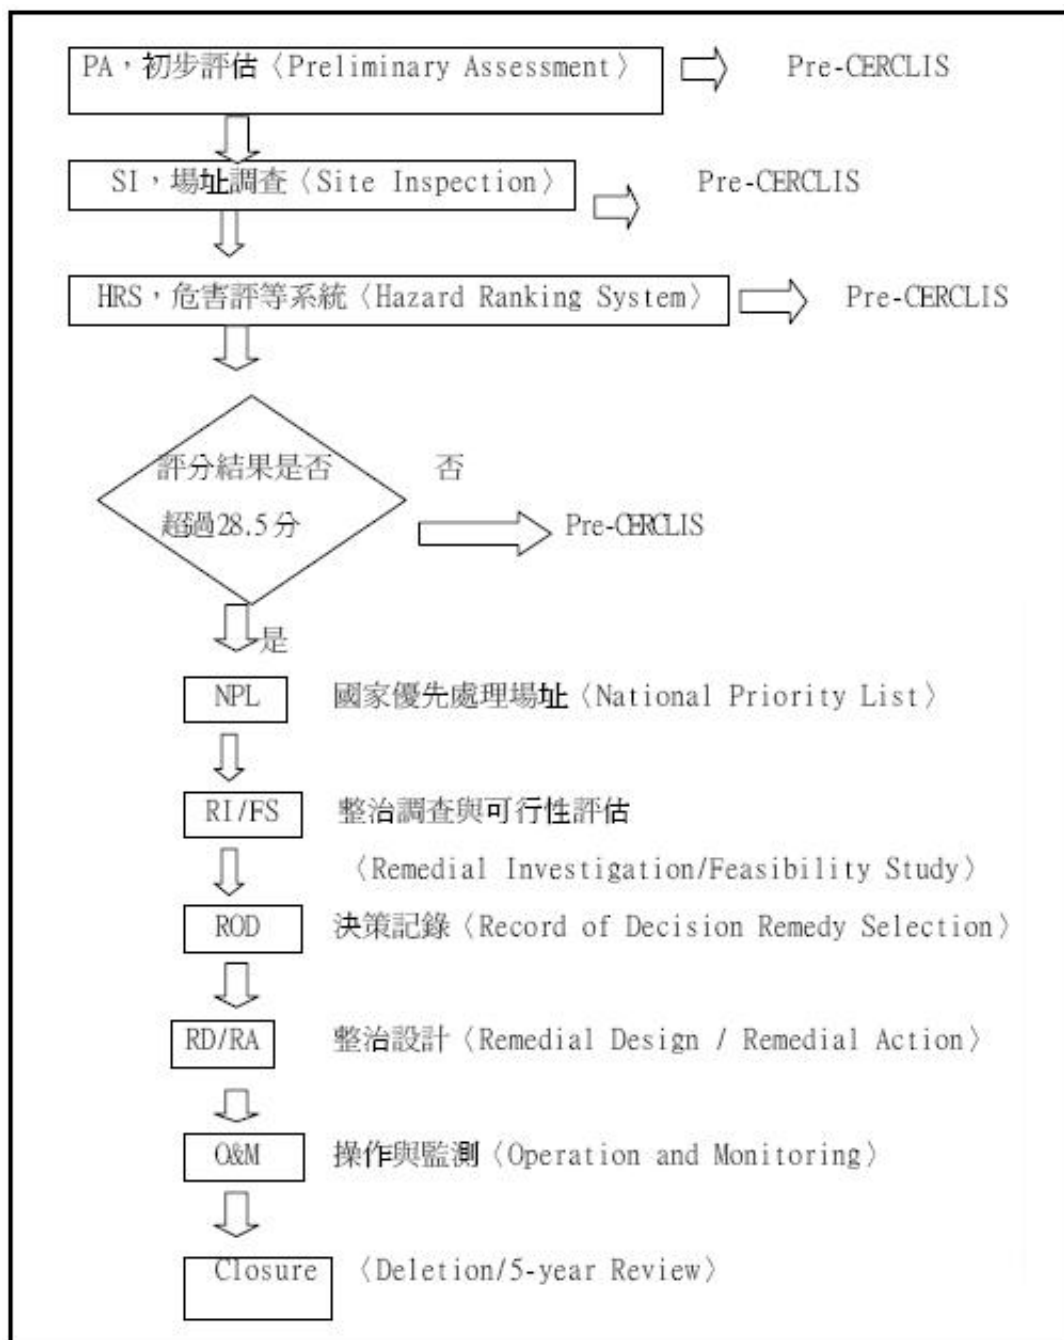 PA，初步評估〈Preliminary Assessment〉 Pre-CERCLIS
SI，場址調查〈Site Inspection〉 Pre-CERCLIS
HRS，危害評等系統〈Hazard Ranking System〉 Pre-CERCLIS
評分結果是否 否
超過28.5分 Pre-CERCLIS
是
NPL 國家優先處理場址〈National Priority List〉
RI/FS 整治調查與可行性評估
〈Remedial Investigation/Feasibility Study〉
ROD 決策記錄〈Record of Decision Remedy Selection〉
RD/RA 整治設計〈Remedial Design / Remedial Action〉
O&M 操作與監測〈Operation and Monitoring〉
Closure 〈Deletion/5-year Review〉